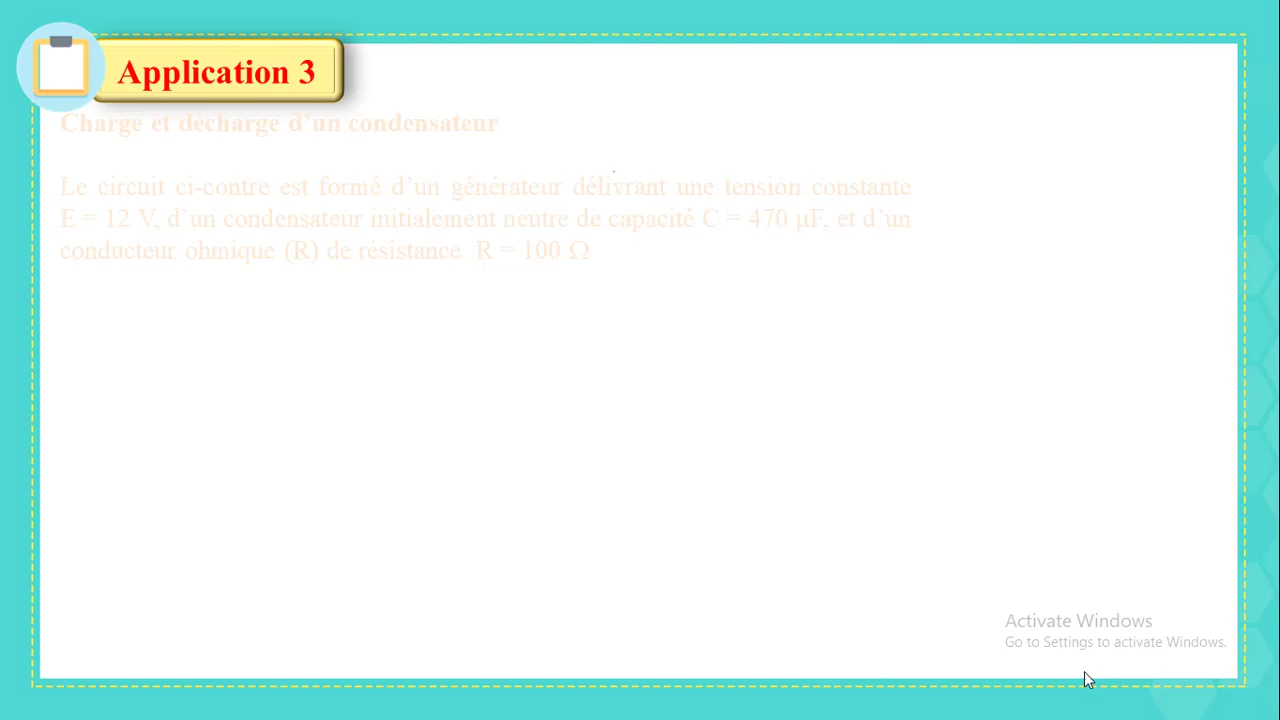 Application 3
Charge et décharge d’un condensateur
Le circuit ci-contre est formé d’un générateur délivrant une tension constante
E = 12 V, d’un condensateur initialement neutre de capacité C = 470 μF, et d’un
conducteur ohmique (R) de résistance R = 100 Ω
Activate Windows
Go to Settings to activate Windows.